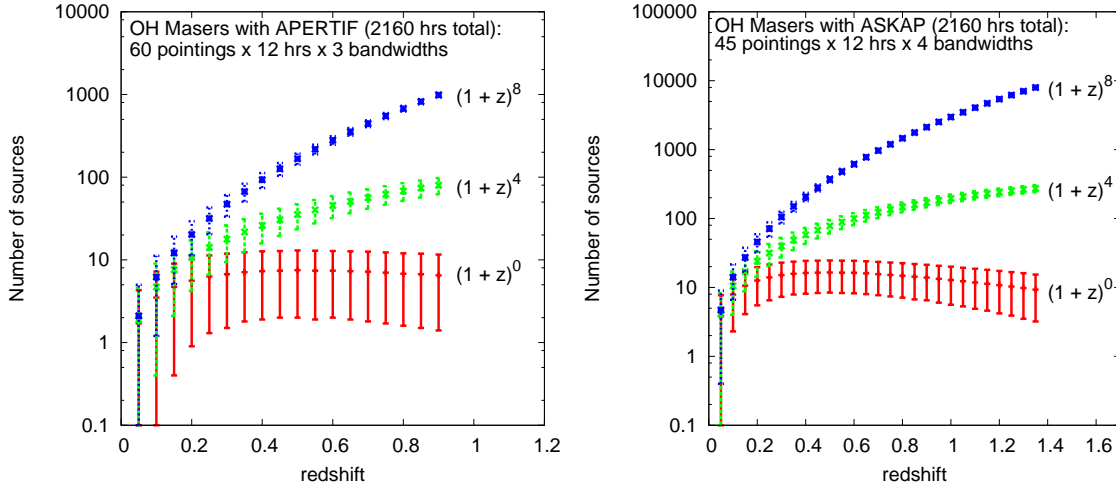 OH Masers with APERTIF (2160 hrs total):
60 pointings x 12 hrs x 3 bandwidths
10000
1000
100
10
1
0.1
Number of sources
(1 + z)^8
(1 + z)^4
(1 + z)^0
0
0.2
0.4
0.6
0.8
1
1.2
redshift
OH Masers with ASKAP (2160 hrs total):
45 pointings x 12 hrs x 4 bandwidths
100000
10000
1000
100
10
1
0.1
Number of sources
(1 + z)^8
(1 + z)^4
(1 + z)^0
0
0.2
0.4
0.6
0.8
1
1.2
1.4
1.6
redshift